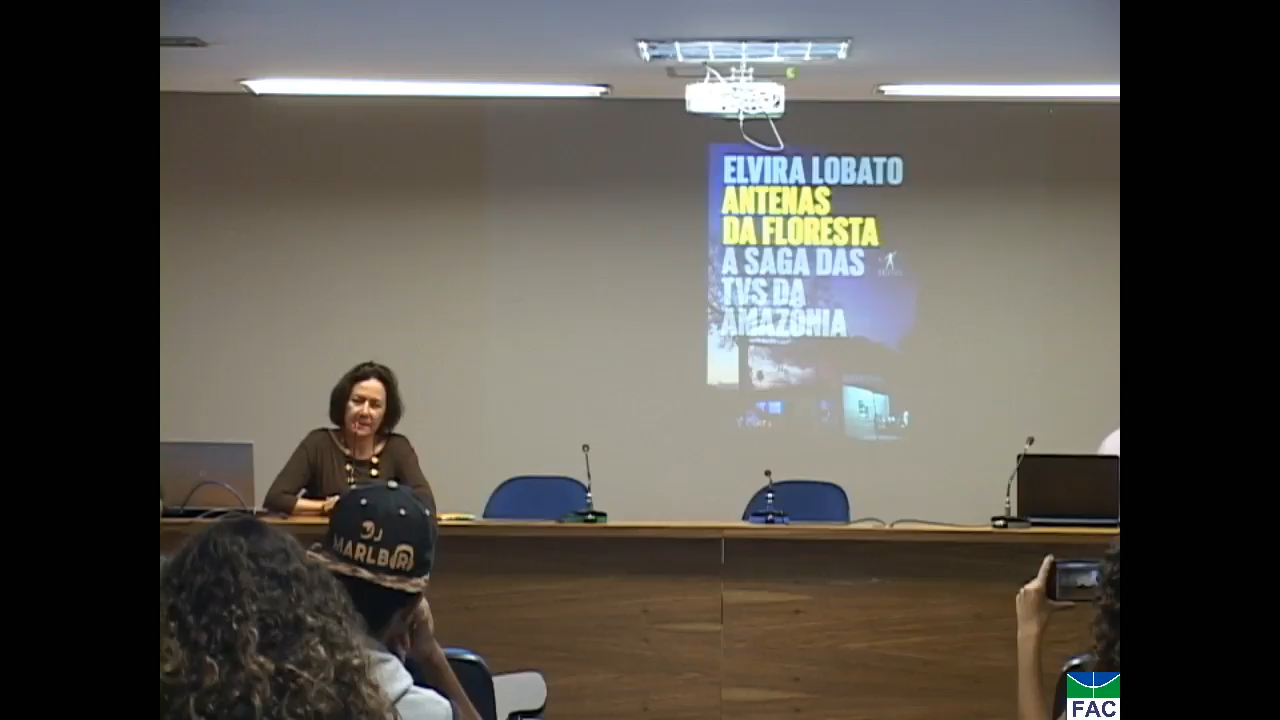 ELVIRA LOBATO
ANTENAS
DA FLORESTA
A SAGA DAS
TVS DA
AMAZÔNIA
DJ
MARLBORO
FAC